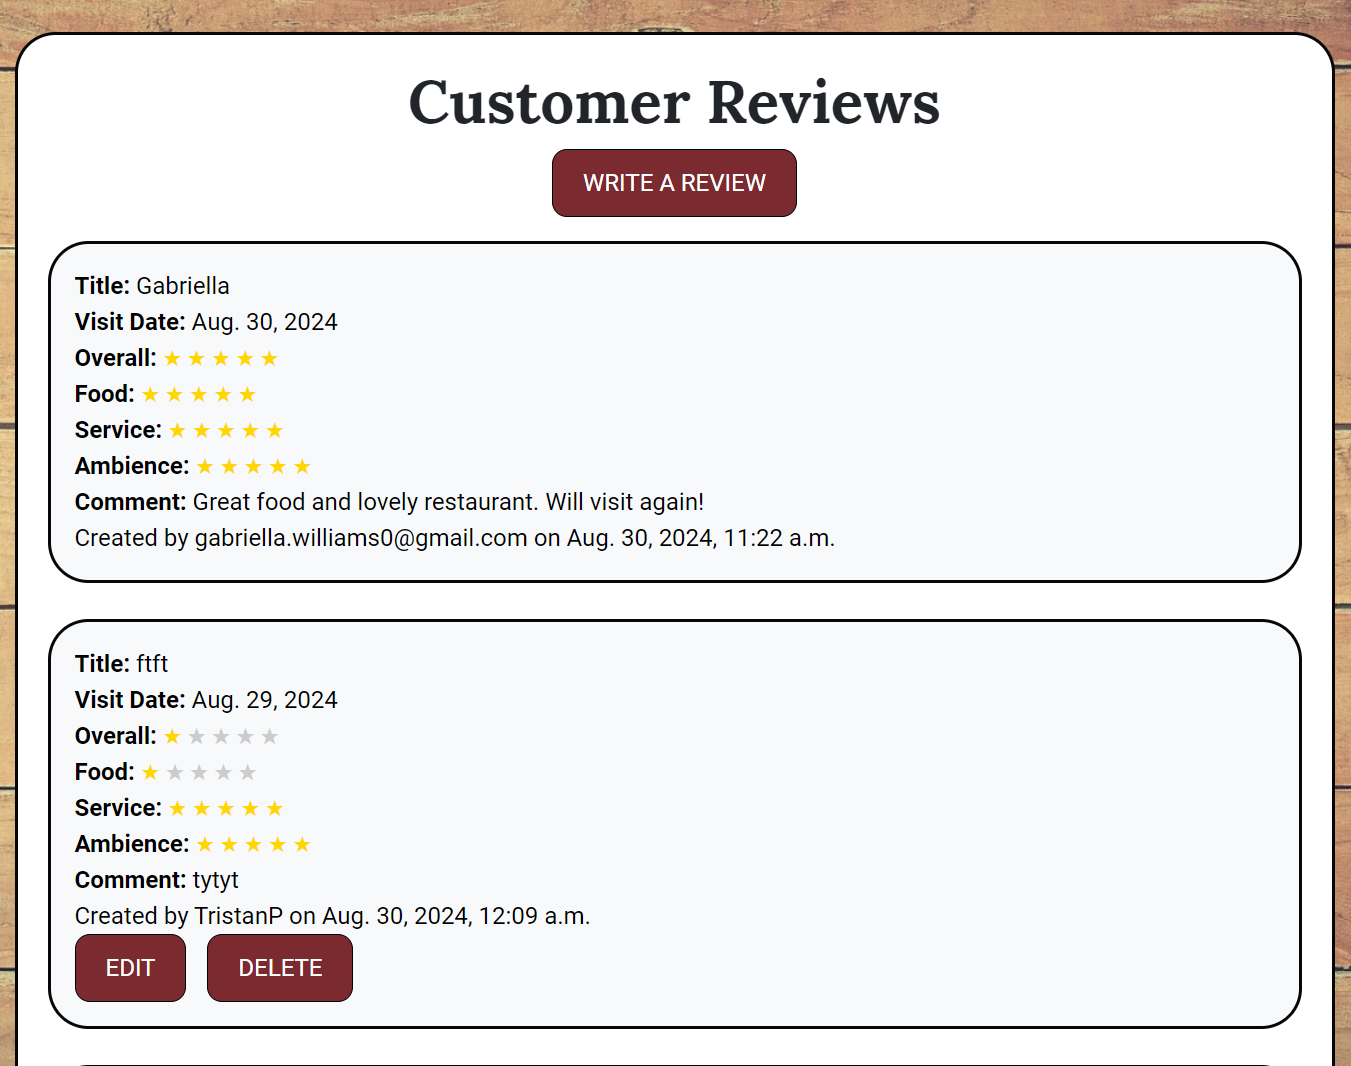 Customer Reviews
WRITE A REVIEW
Title: Gabriella
Visit Date: Aug. 30, 2024
Overall: ★ ★ ★ ★ ★
Food: ★ ★ ★ ★ ★
Service: ★ ★ ★ ★ ★
Ambience: ★ ★ ★ ★ ★
Comment: Great food and lovely restaurant. Will visit again!
Created by gabriella.williams0@gmail.com on Aug. 30, 2024, 11:22 a.m.
Title: ftft
Visit Date: Aug. 29, 2024
Overall: ★ ★ ★ ★ ★
Food: ★ ★ ★ ★ ★
Service: ★ ★ ★ ★ ★
Ambience: ★ ★ ★ ★ ★
Comment: tytyt
Created by TristanP on Aug. 30, 2024, 12:09 a.m.
EDIT DELETE